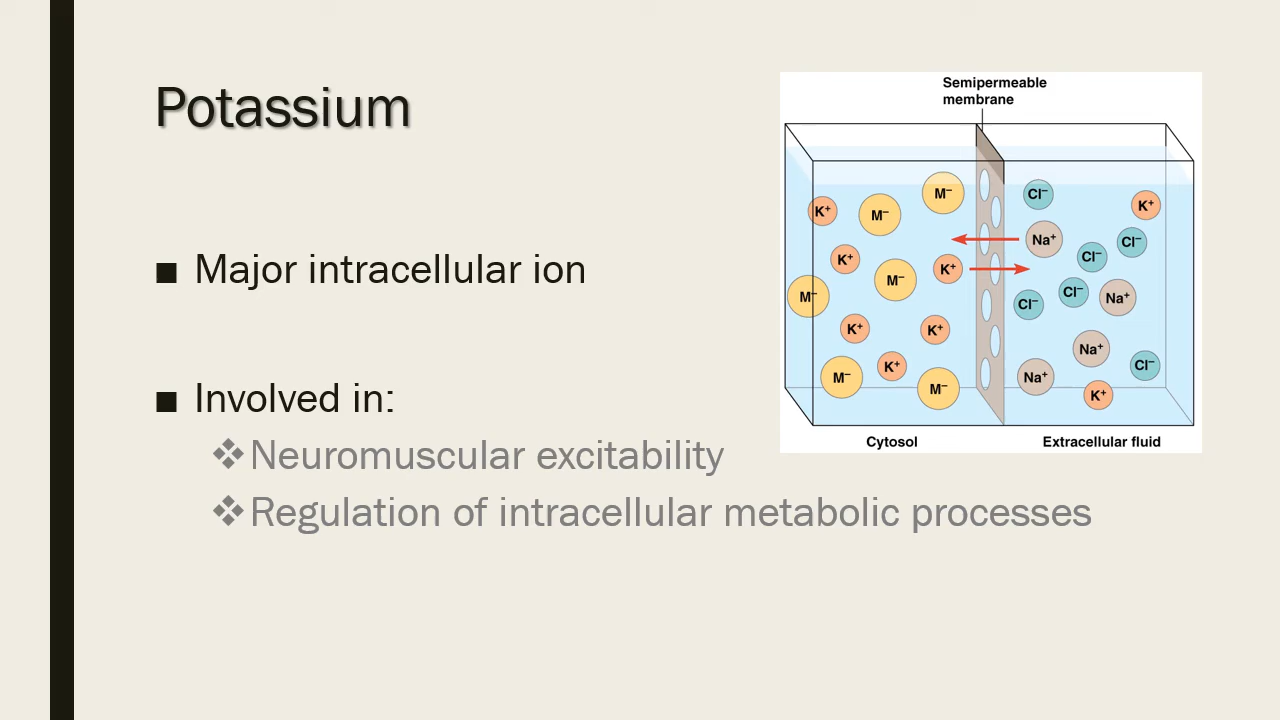 Potassium
■ Major intracellular ion
■ Involved in:
❖Neuromuscular excitability
❖Regulation of intracellular metabolic processes
Semipermeable
membrane
M⁻
Cl⁻
K⁺
K⁺
M⁻
Na⁺
Cl⁻
K⁺
Cl⁻
M⁻
K⁺
M⁻
Cl⁻
Cl⁻
Na⁺
K⁺
K⁺
Na⁺
K⁺
Cl⁻
M⁻
M⁻
Na⁺
K⁺
Cytosol
Extracellular fluid